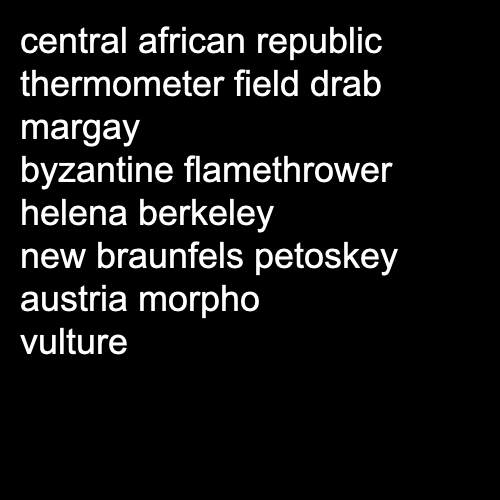 central african republic
thermometer field drab
margay
byzantine flamethrower
helena berkeley
new braunfels petoskey
austria morpho
vulture